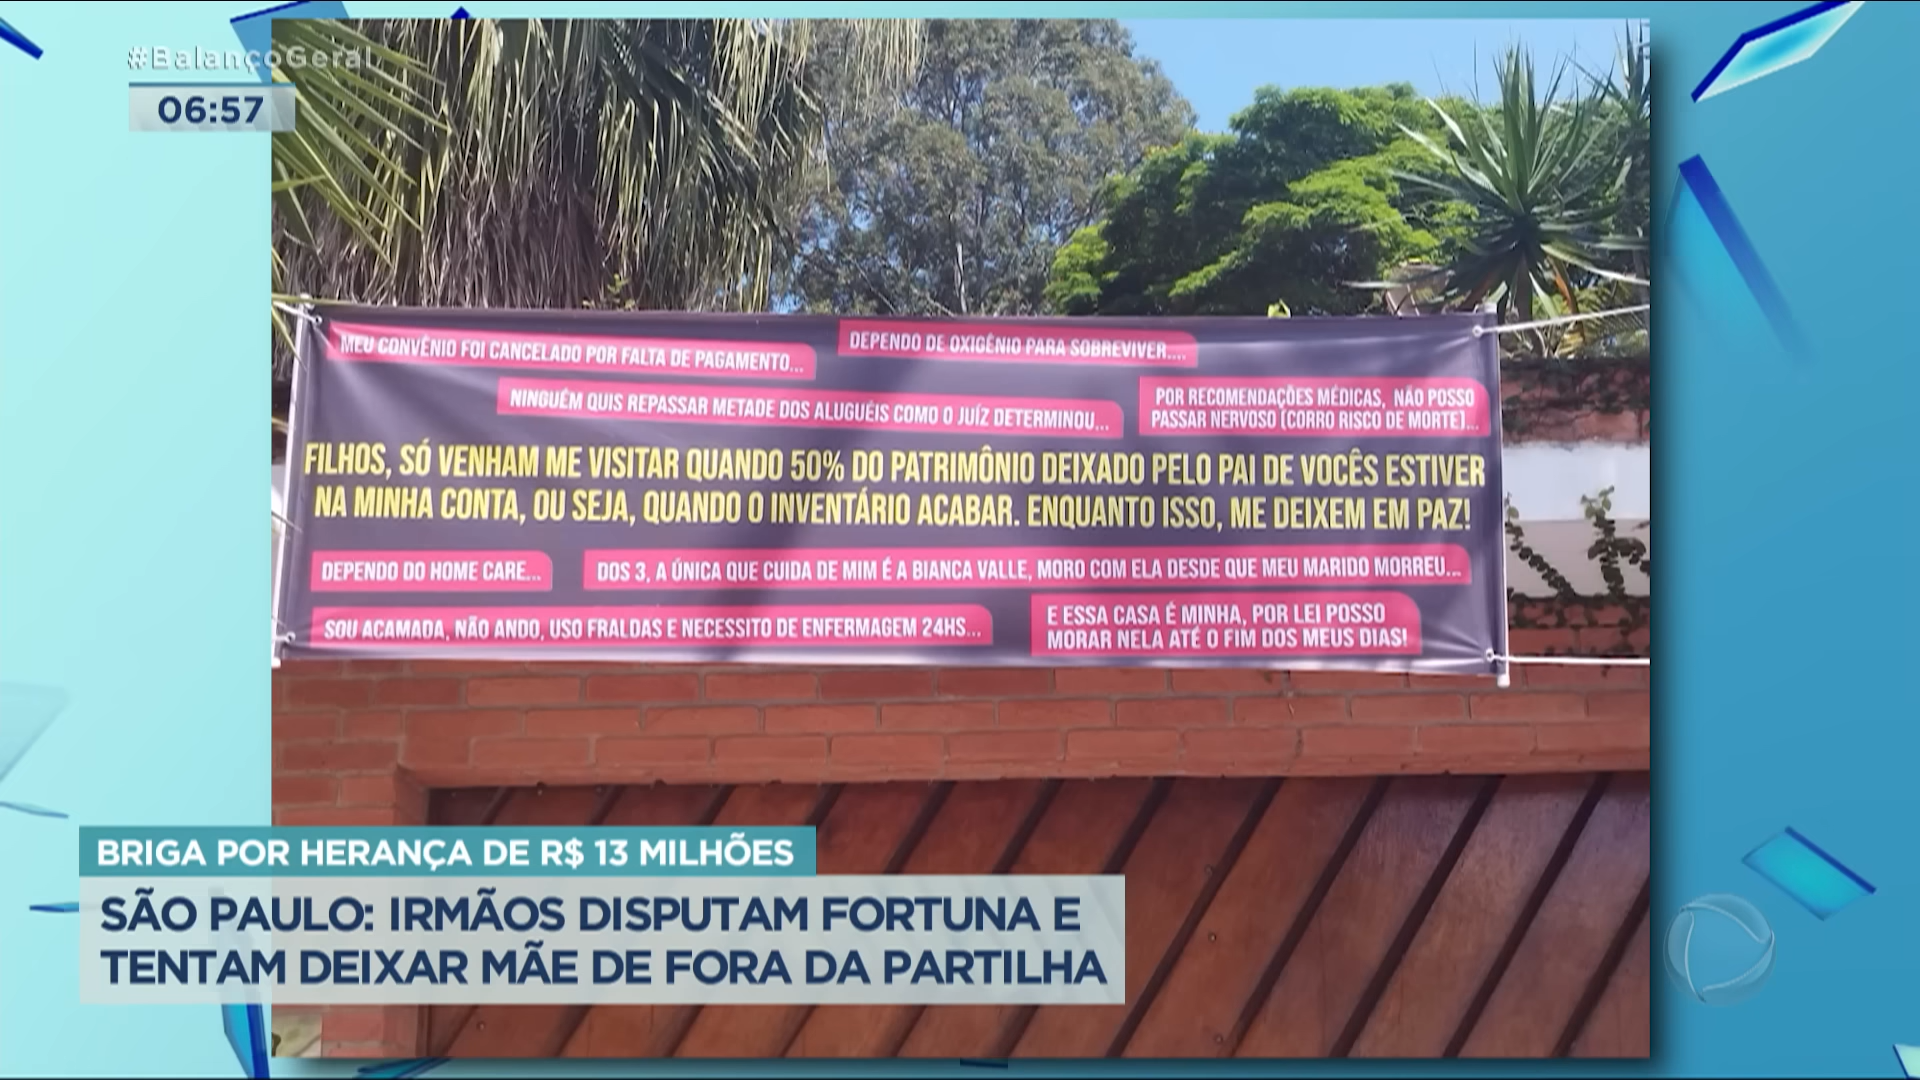 #BalançoGeral
06:57
MEU CONVÊNIO FOI CANCELADO POR FALTA DE PAGAMENTO...
DEPENDO DE OXIGÊNIO PARA SOBREVIVER....
NINGUÉM QUIS REPASSAR METADE DOS ALUGUÉIS COMO O JUÍZ DETERMINOU...
POR RECOMENDAÇÕES MÉDICAS, NÃO POSSO
PASSAR NERVOSO (CORRO RISCO DE MORTE)...
FILHOS, SÓ VENHAM ME VISITAR QUANDO 50% DO PATRIMÔNIO DEIXADO PELO PAI DE VOCÊS ESTIVER
NA MINHA CONTA, OU SEJA, QUANDO O INVENTÁRIO ACABAR. ENQUANTO ISSO, ME DEIXEM EM PAZ!
DEPENDO DO HOME CARE...
DOS 3, A ÚNICA QUE CUIDA DE MIM É A BIANCA VALLE, MORO COM ELA DESDE QUE MEU MARIDO MORREU...
SOU ACAMADA, NÃO ANDO, USO FRALDAS E NECESSITO DE ENFERMAGEM 24HS...
E ESSA CASA É MINHA, POR LEI POSSO
MORAR NELA ATÉ O FIM DOS MEUS DIAS!
BRIGA POR HERANÇA DE R$ 13 MILHÕES
SÃO PAULO: IRMÃOS DISPUTAM FORTUNA E
TENTAM DEIXAR MÃE DE FORA DA PARTILHA